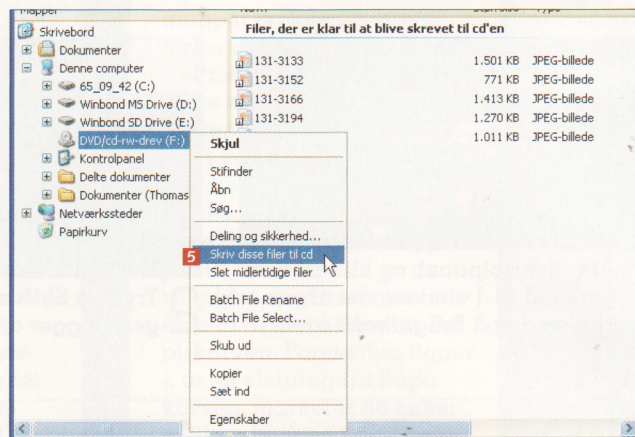 Mapper
Skrivebord
Dokumenter
Denne computer
65_09_42 (C:)
Winbond MS Drive (D:)
Winbond SD Drive (E:)
DVD/cd-rw-drev (F:)
Kontrolpanel
Delte dokumenter
Dokumenter (Thomas
Netværkssteder
Papirkurv
Filer, der er klar til at blive skrevet til cd'en
131-3133 1.501 KB JPEG-billede
131-3152 771 KB JPEG-billede
131-3166 1.413 KB JPEG-billede
131-3194 1.270 KB JPEG-billede
1.011 KB JPEG-billede
Skjul
Stifinder
Åbn
Søg...
Deling og sikkerhed...
5 Skriv disse filer til cd
Slet midlertidige filer
Batch File Rename
Batch File Select...
Skub ud
Kopier
Sæt ind
Egenskaber